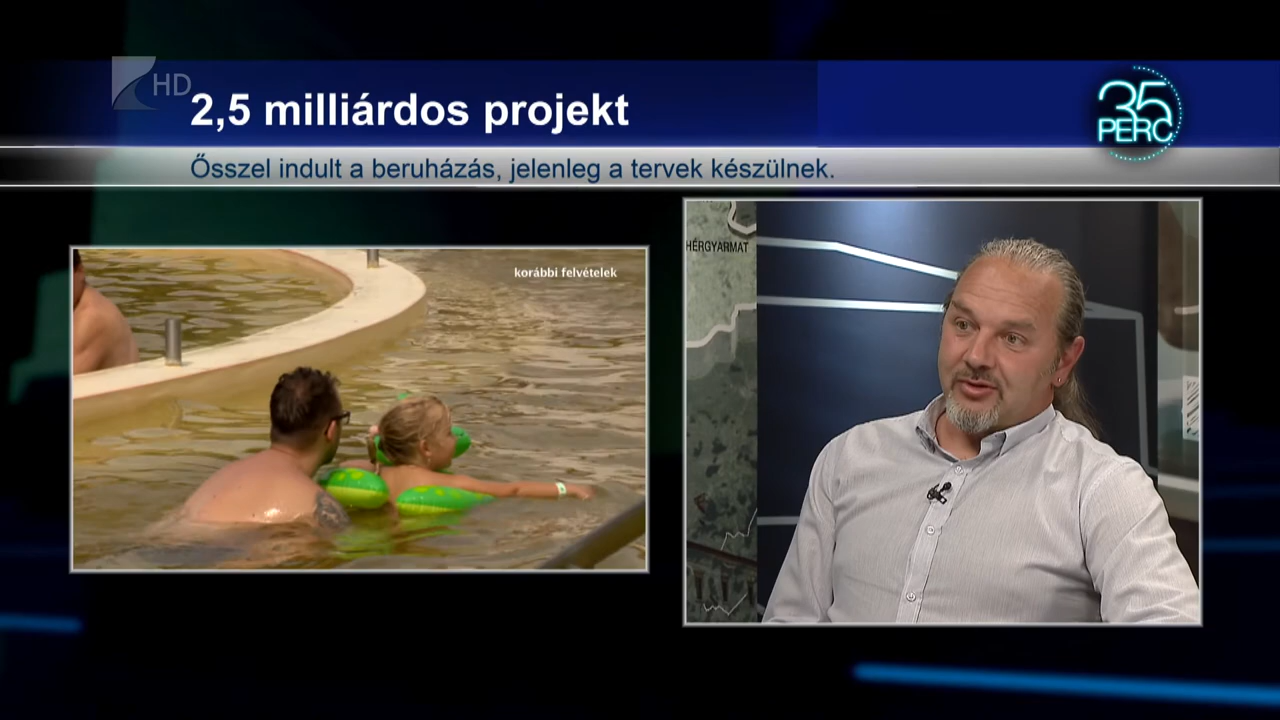 HD
2,5 milliárdos projekt
35
PERC
Ősszel indult a beruházás, jelenleg a tervek készülnek.
korábbi felvételek
HÉRGYARMAT